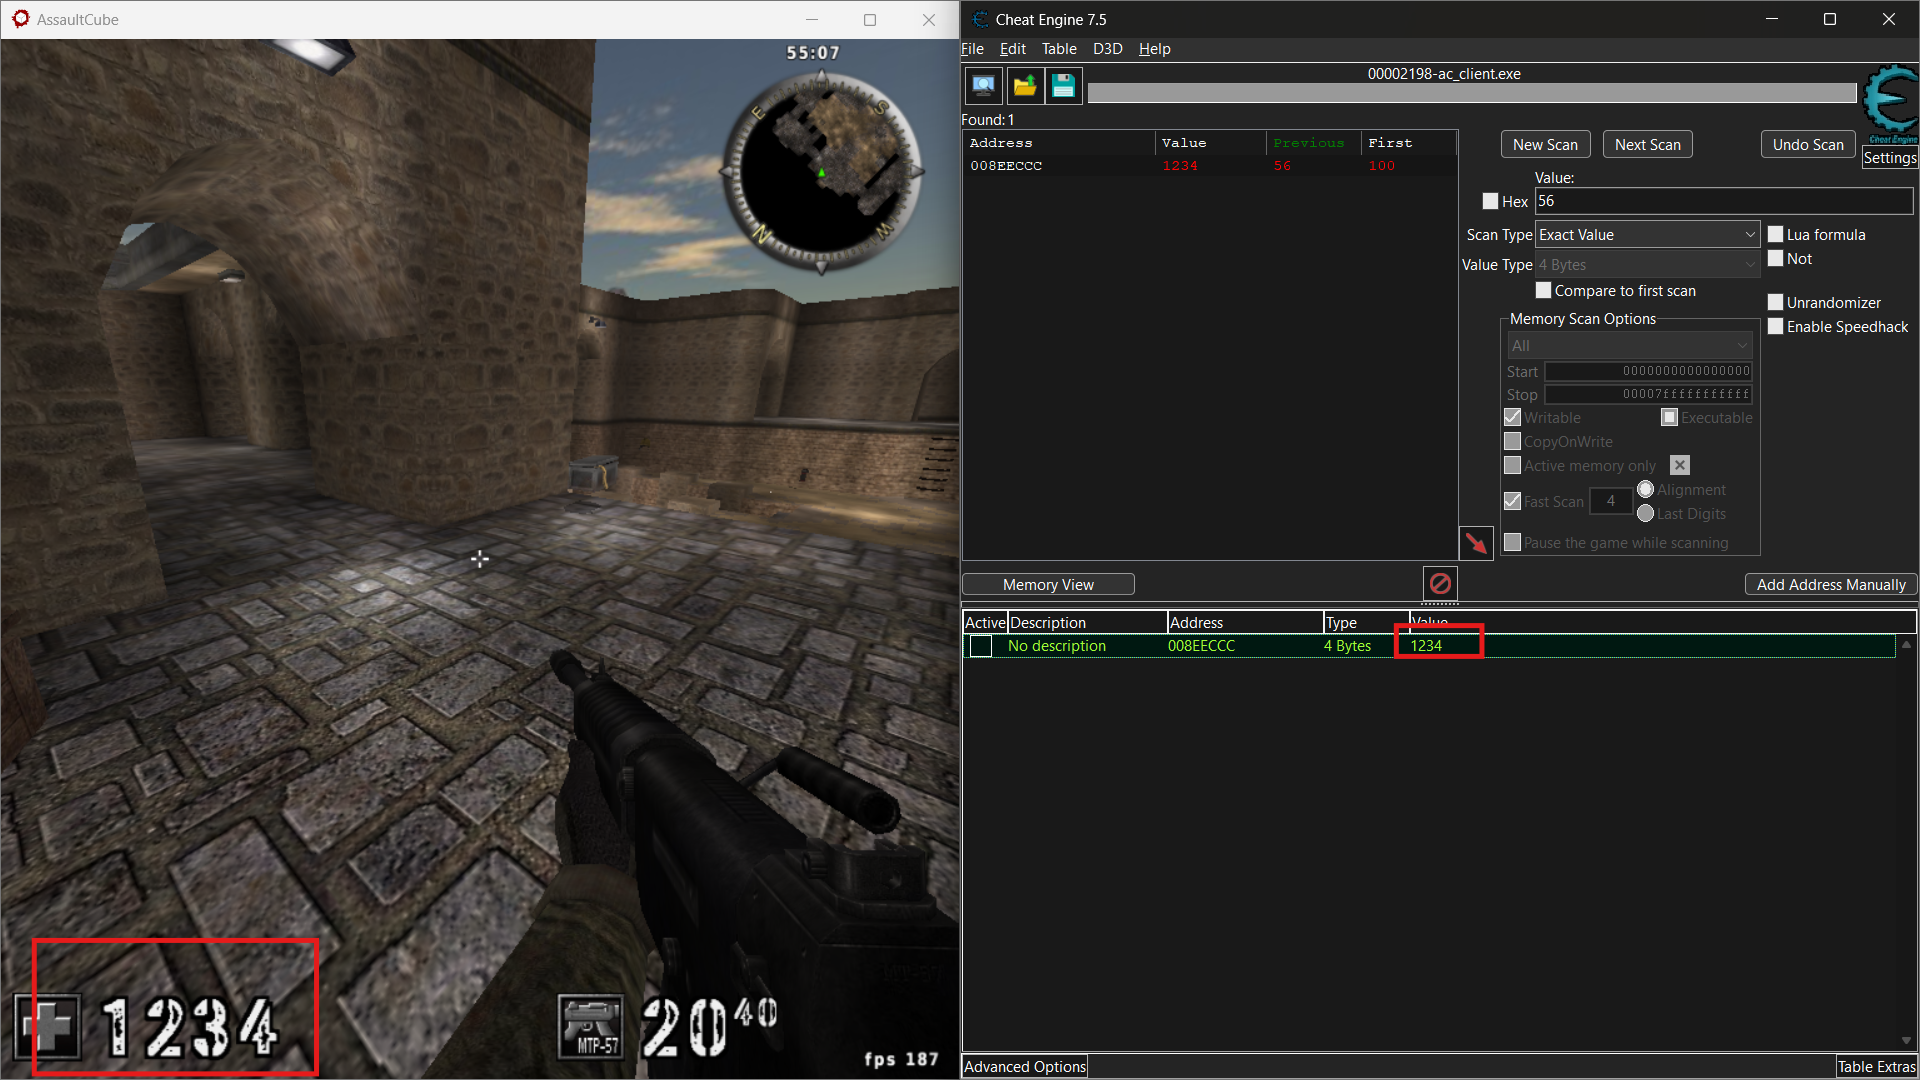 AssaultCube
55:07
E
S
N
W
1234
MTP-57
20 40
fps 187
Cheat Engine 7.5
File Edit Table D3D Help
00002198-ac_client.exe
Cheat Engine
Settings
Found: 1
Address Value Previous First
008EECCC 1234 56 100
New Scan Next Scan Undo Scan
Value:
Hex 56
Scan Type Exact Value
Lua formula
Value Type 4 Bytes
Not
Compare to first scan
Unrandomizer
Enable Speedhack
Memory Scan Options
All
Start 0000000000000000
Stop 00007fffffffffff
Writable Executable
CopyOnWrite
Active memory only
Fast Scan 4 Alignment
Last Digits
Pause the game while scanning
Memory View
Add Address Manually
Active Description Address Type Value
No description 008EECCC 4 Bytes 1234
Advanced Options
Table Extras